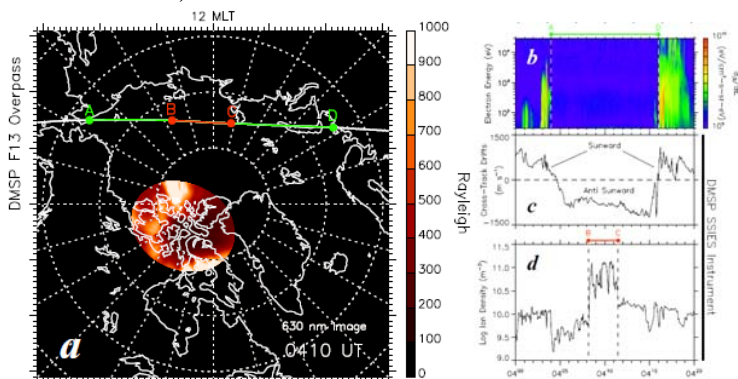 12 MLT
DMSP F13 Overpass
A
B
C
D
630 nm image
0410 UT
a
1000
900
800
700
600
500
400
300
200
100
0
Rayleigh
b
Electron Energy (eV)
c
1500
0
-1500
Cross-Track Drifts
(m s⁻¹)
Sunward
Anti Sunward
B
C
d
11.5
11.0
10.5
10.0
9.5
9.0
Log Ion Density (m⁻³)
DMSP SSIES Instrument